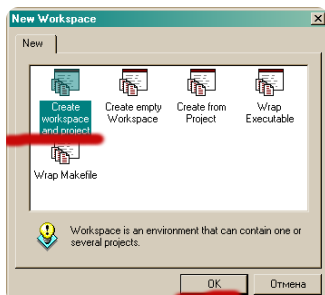 New Workspace
New
Create
workspace
and project
Create empty
Workspace
Create from
Project
Wrap
Executable
Wrap Makefile
Workspace is an environment that can contain one or
several projects.
OK
Отмена